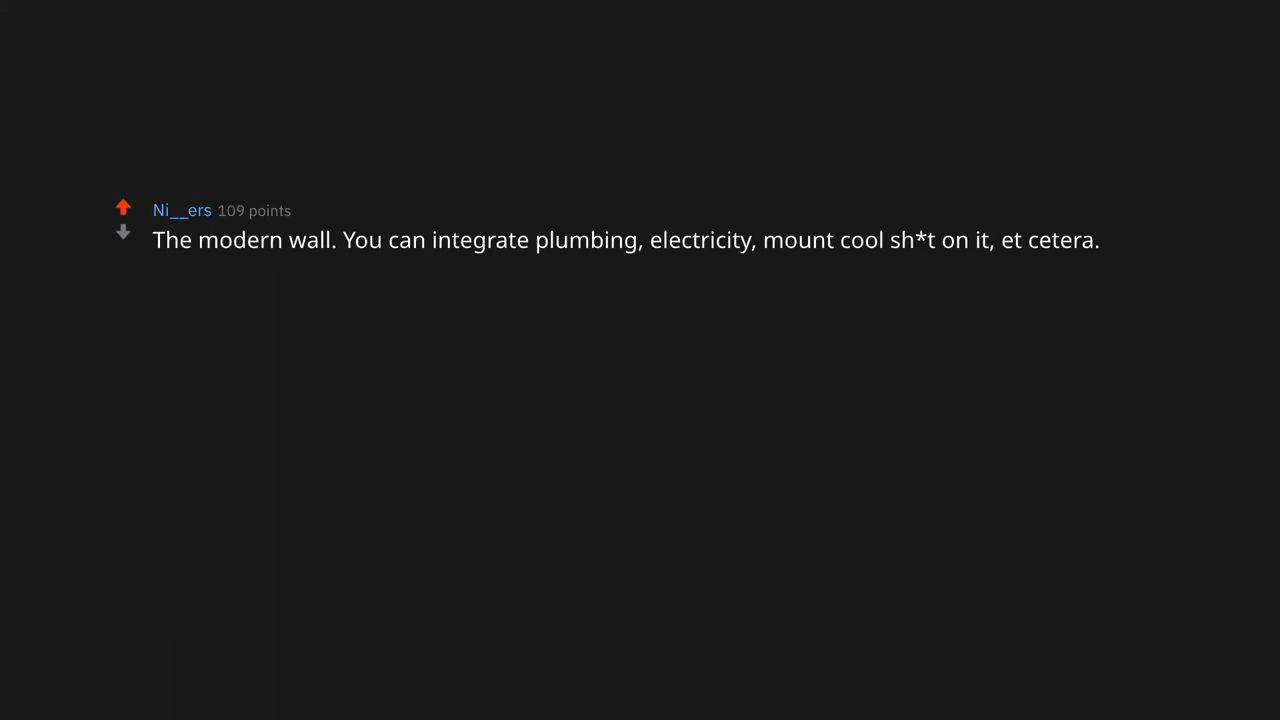 Ni__ers 109 points
The modern wall. You can integrate plumbing, electricity, mount cool sh*t on it, et cetera.